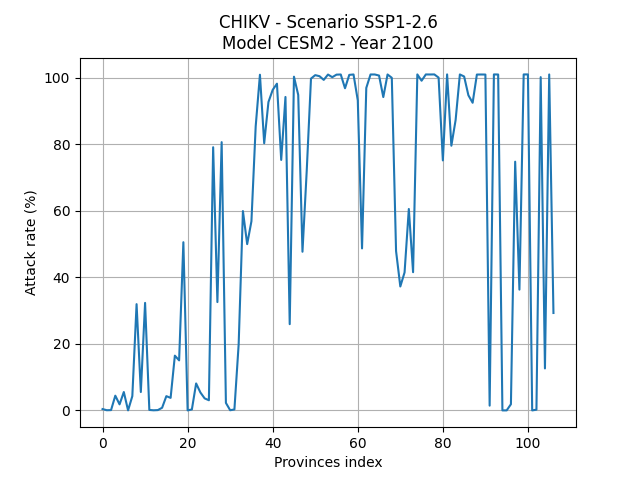 CHIKV - Scenario SSP1-2.6
Model CESM2 - Year 2100
Attack rate (%)
100
80
60
40
20
0
0 20 40 60 80 100
Provinces index